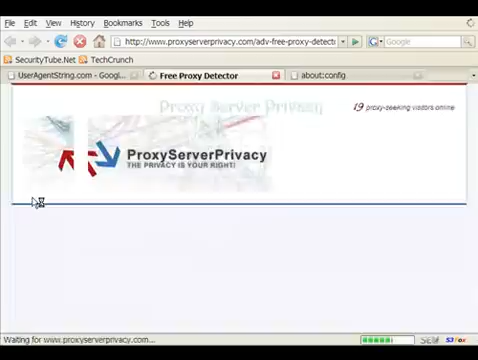 File Edit View History Bookmarks Tools Help
http://www.proxyserverprivacy.com/adv-free-proxy-detect
Google
SecurityTube.Net TechCrunch
UserAgentString.com - Googl... Free Proxy Detector about:config
Proxy Server Privacy
19 proxy-seeking visitors online
ProxyServerPrivacy
THE PRIVACY IS YOUR RIGHT!
Waiting for www.proxyserverprivacy.com...
S3Fox